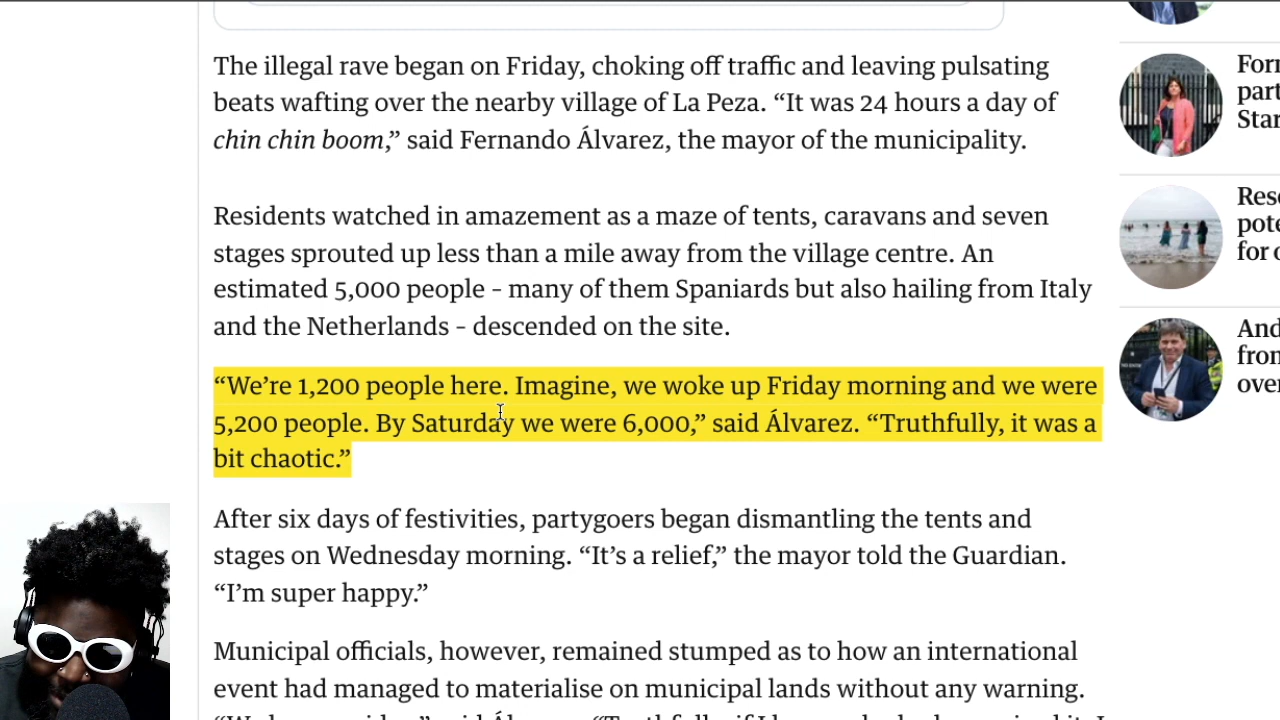 The illegal rave began on Friday, choking off traffic and leaving pulsating
beats wafting over the nearby village of La Peza. “It was 24 hours a day of
chin chin boom,” said Fernando Álvarez, the mayor of the municipality.
Residents watched in amazement as a maze of tents, caravans and seven
stages sprouted up less than a mile away from the village centre. An
estimated 5,000 people – many of them Spaniards but also hailing from Italy
and the Netherlands – descended on the site.
“We’re 1,200 people here. Imagine, we woke up Friday morning and we were
5,200 people. By Saturday we were 6,000,” said Álvarez. “Truthfully, it was a
bit chaotic.”
After six days of festivities, partygoers began dismantling the tents and
stages on Wednesday morning. “It’s a relief,” the mayor told the Guardian.
“I’m super happy.”
Municipal officials, however, remained stumped as to how an international
event had managed to materialise on municipal lands without any warning.
for